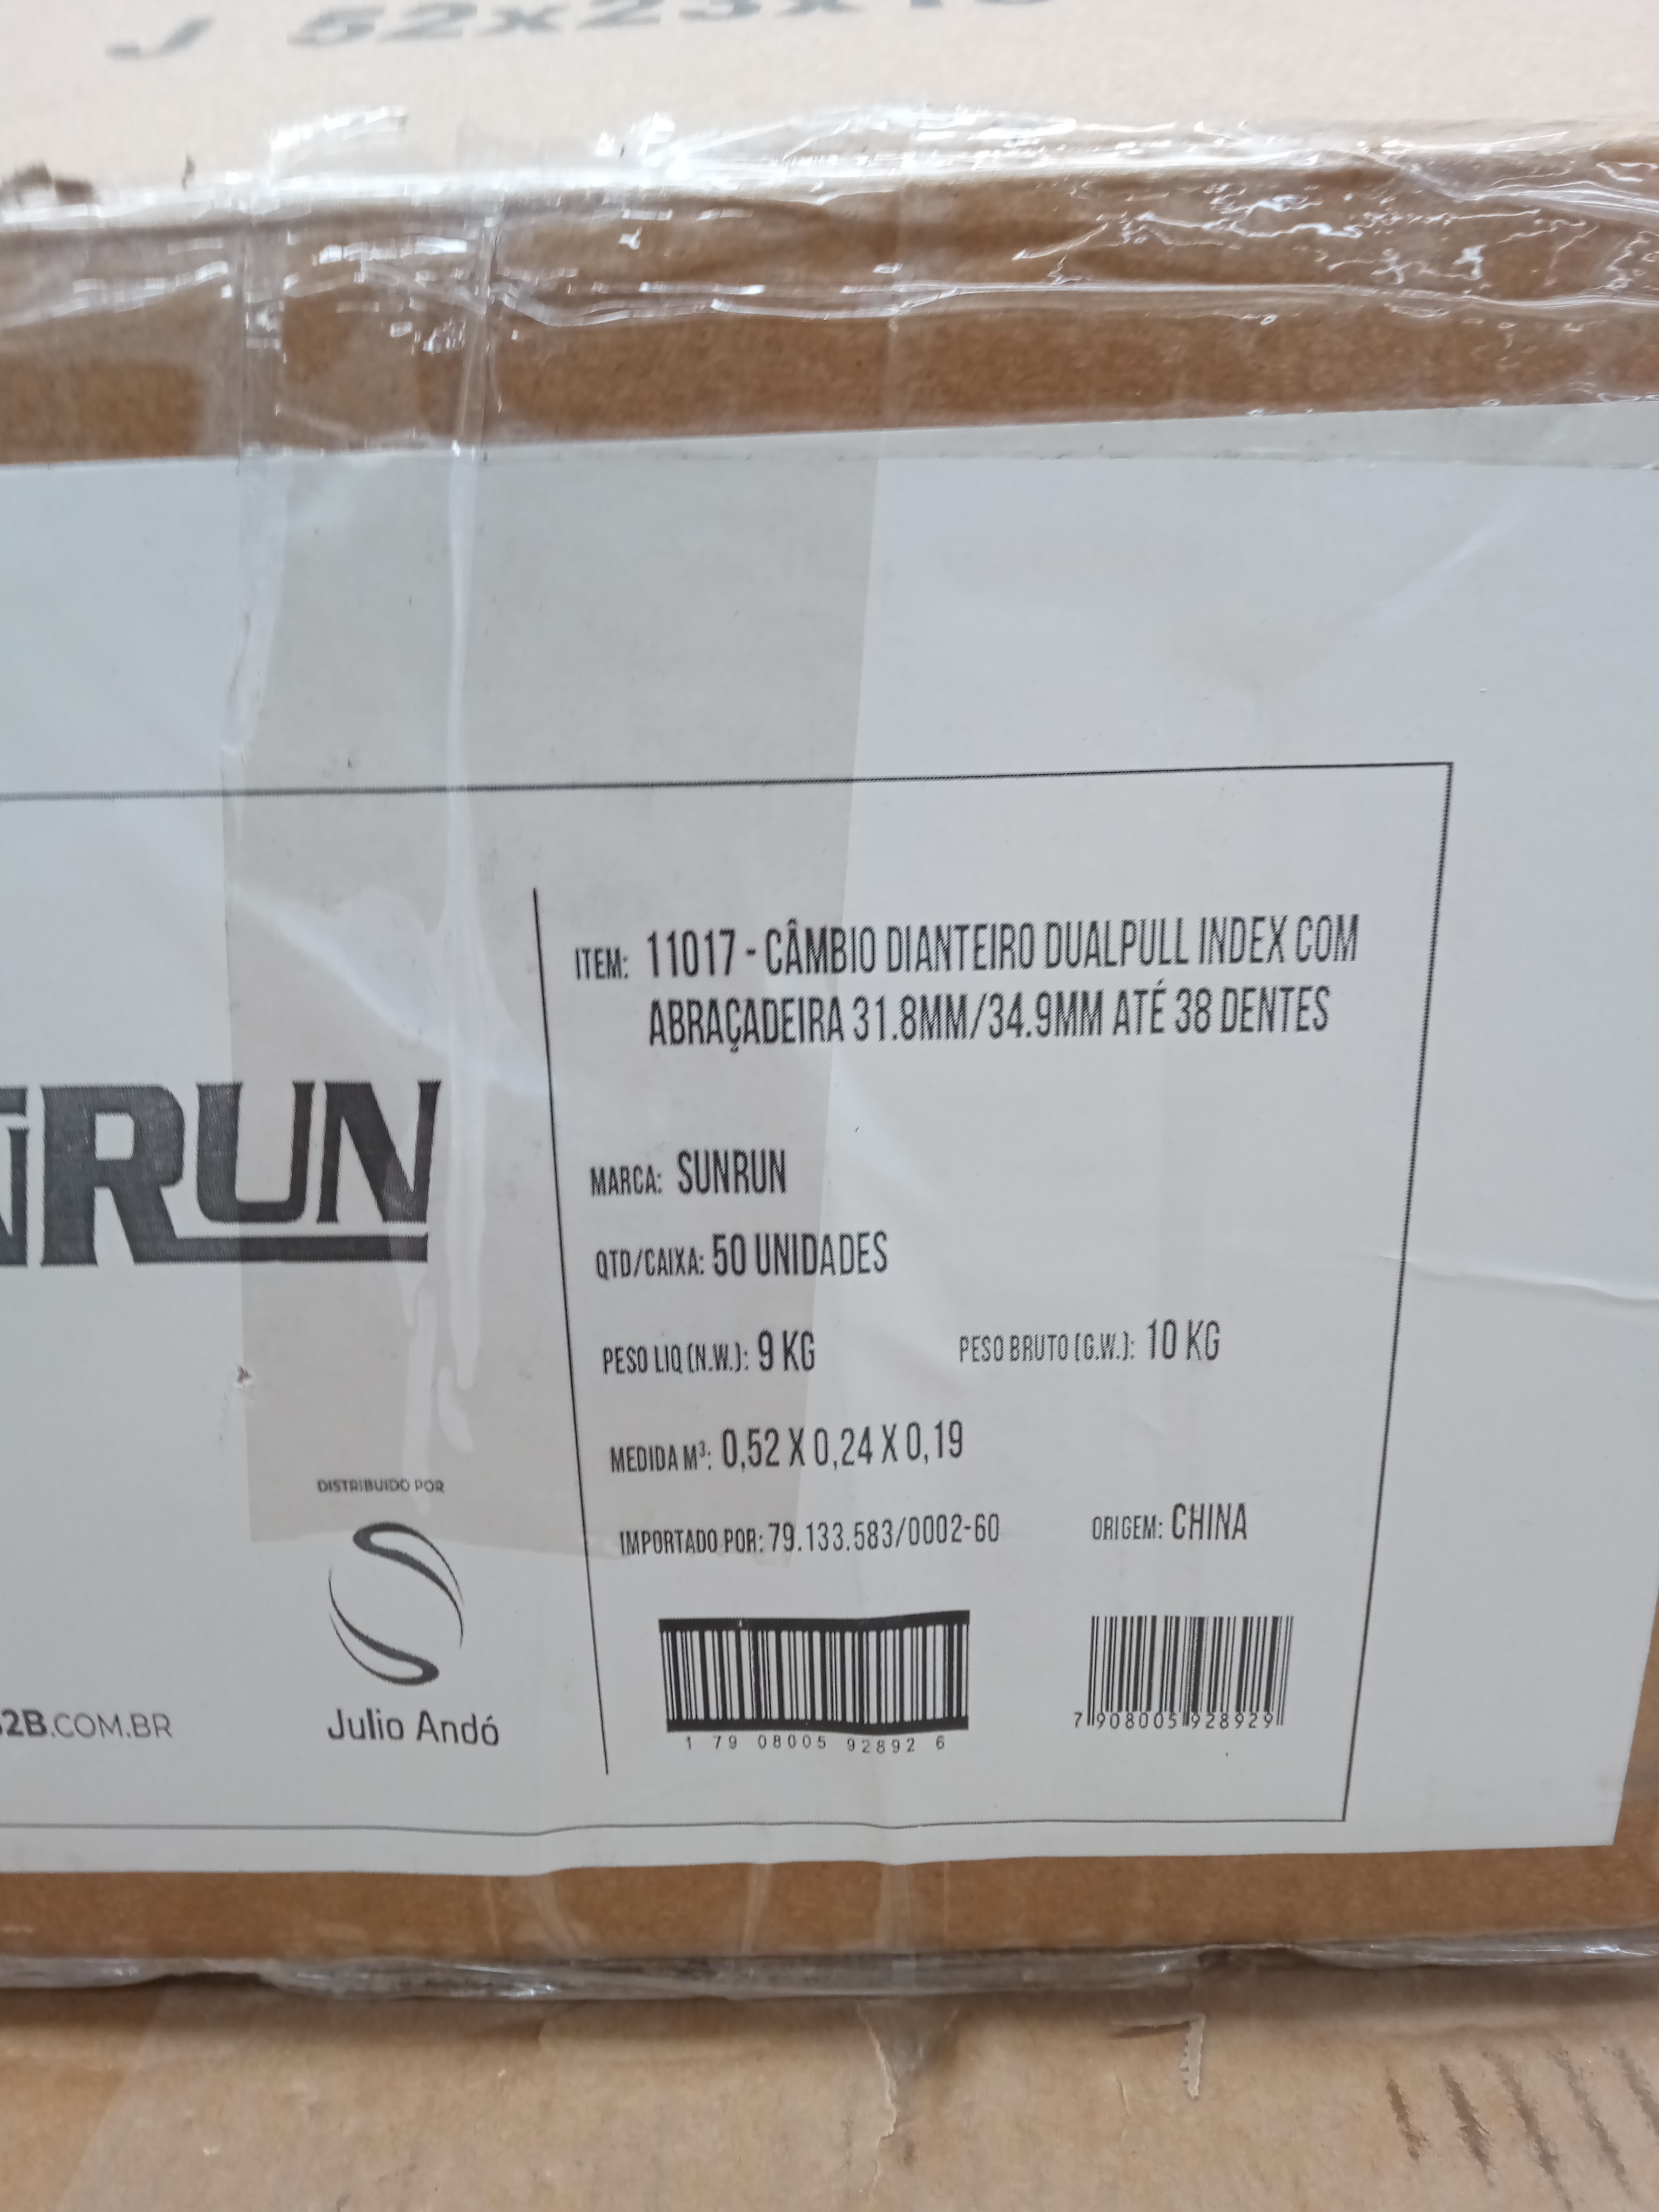 J 52x23x
ITEM: 11017 - CÂMBIO DIANTEIRO DUALPULL INDEX COM
ABRAÇADEIRA 31.8MM/34.9MM ATÉ 38 DENTES
RUN
MARCA: SUNRUN
QTD/CAIXA: 50 UNIDADES
PESO LIQ (N.W.): 9 KG PESO BRUTO (G.W.): 10 KG
MEDIDA M³: 0,52 X 0,24 X 0,19
IMPORTADO POR: 79.133.583/0002-60 ORIGEM: CHINA
DISTRIBUIDO POR
Julio Andó
2B.COM.BR
1 79 08005 92892 6
7 908005 928929